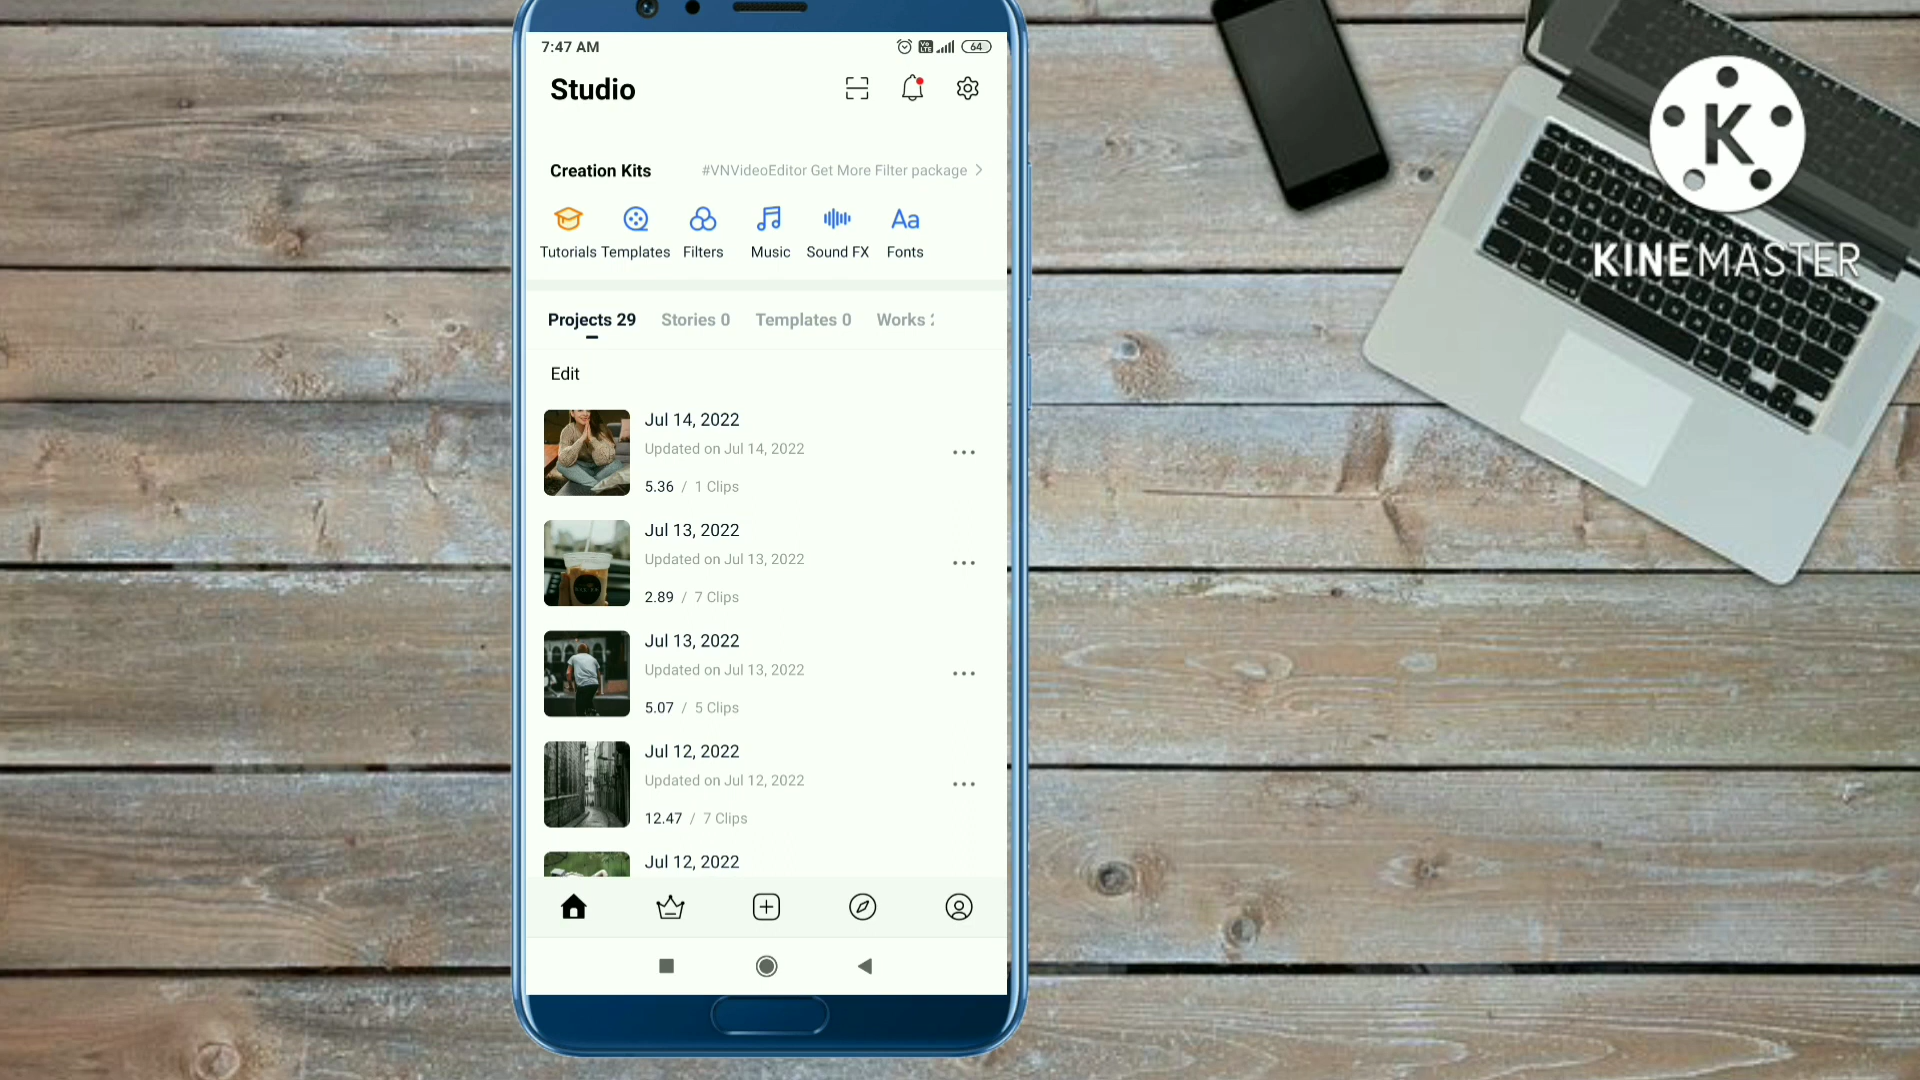 7:47 AM
64
Studio
Creation Kits
#VNVideoEditor Get More Filter package
Tutorials Templates Filters Music Sound FX Fonts
Projects 29 Stories 0 Templates 0 Works
Edit
Jul 14, 2022
Updated on Jul 14, 2022
5.36 / 1 Clips
Jul 13, 2022
Updated on Jul 13, 2022
2.89 / 7 Clips
Jul 13, 2022
Updated on Jul 13, 2022
5.07 / 5 Clips
Jul 12, 2022
Updated on Jul 12, 2022
12.47 / 7 Clips
Jul 12, 2022
K
KINEMASTER